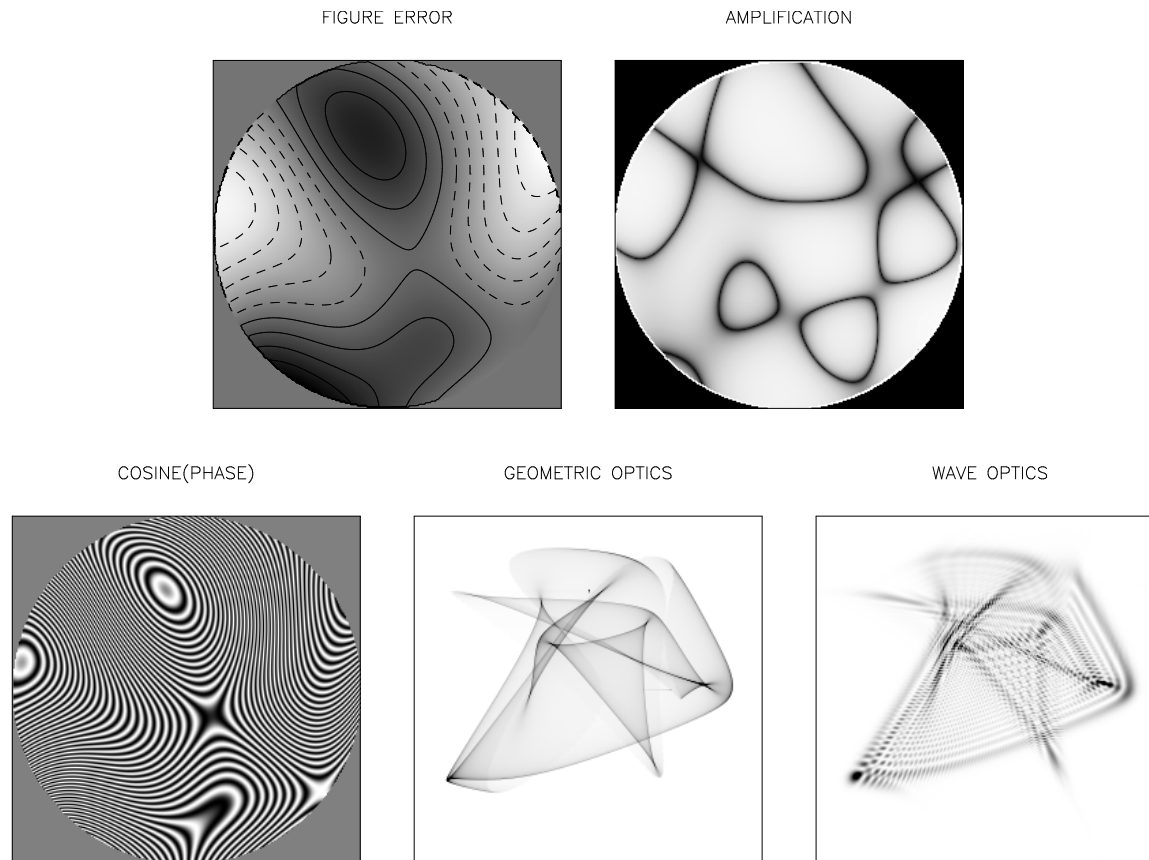 FIGURE ERROR
AMPLIFICATION
COSINE(PHASE)
GEOMETRIC OPTICS
WAVE OPTICS